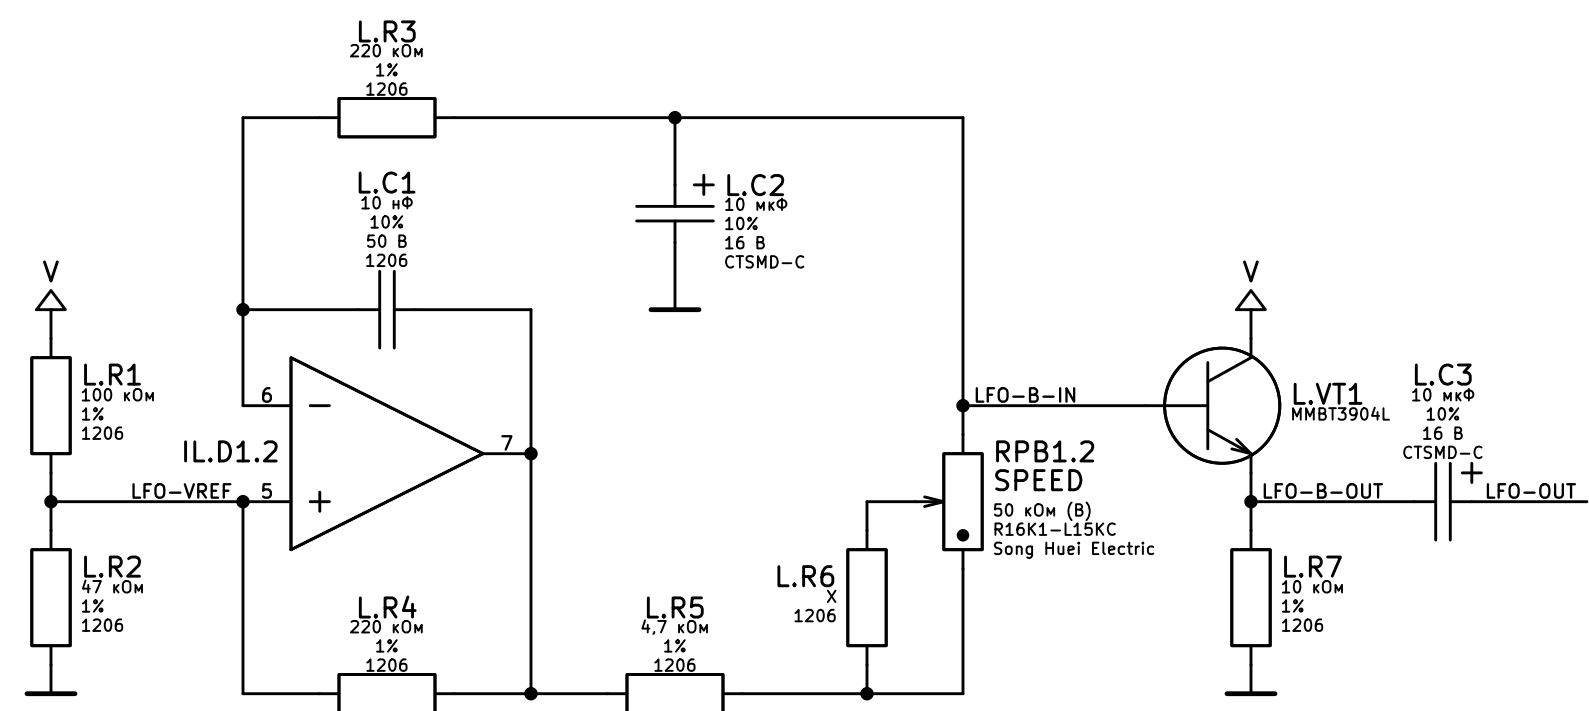 L.R3
220 кОм
1%
1206
L.C1
10 нФ
10%
50 В
1206
+ L.C2
10 мкФ
10%
16 В
CTSMD-C
V
L.R1
100 кОм
1%
1206
V
L.VT1
MMBT3904L
L.C3
10 мкФ
10%
16 В
CTSMD-C
+
6
−
IL.D1.2
7
LFO-VREF
5
+
LFO-B-IN
RPB1.2
SPEED
50 кОм (B)
R16K1-L15KC
Song Huei Electric
LFO-B-OUT
LFO-OUT
L.R2
47 кОм
1%
1206
L.R4
220 кОм
1%
1206
L.R5
4,7 кОм
1%
1206
L.R6
X
1206
L.R7
10 кОм
1%
1206